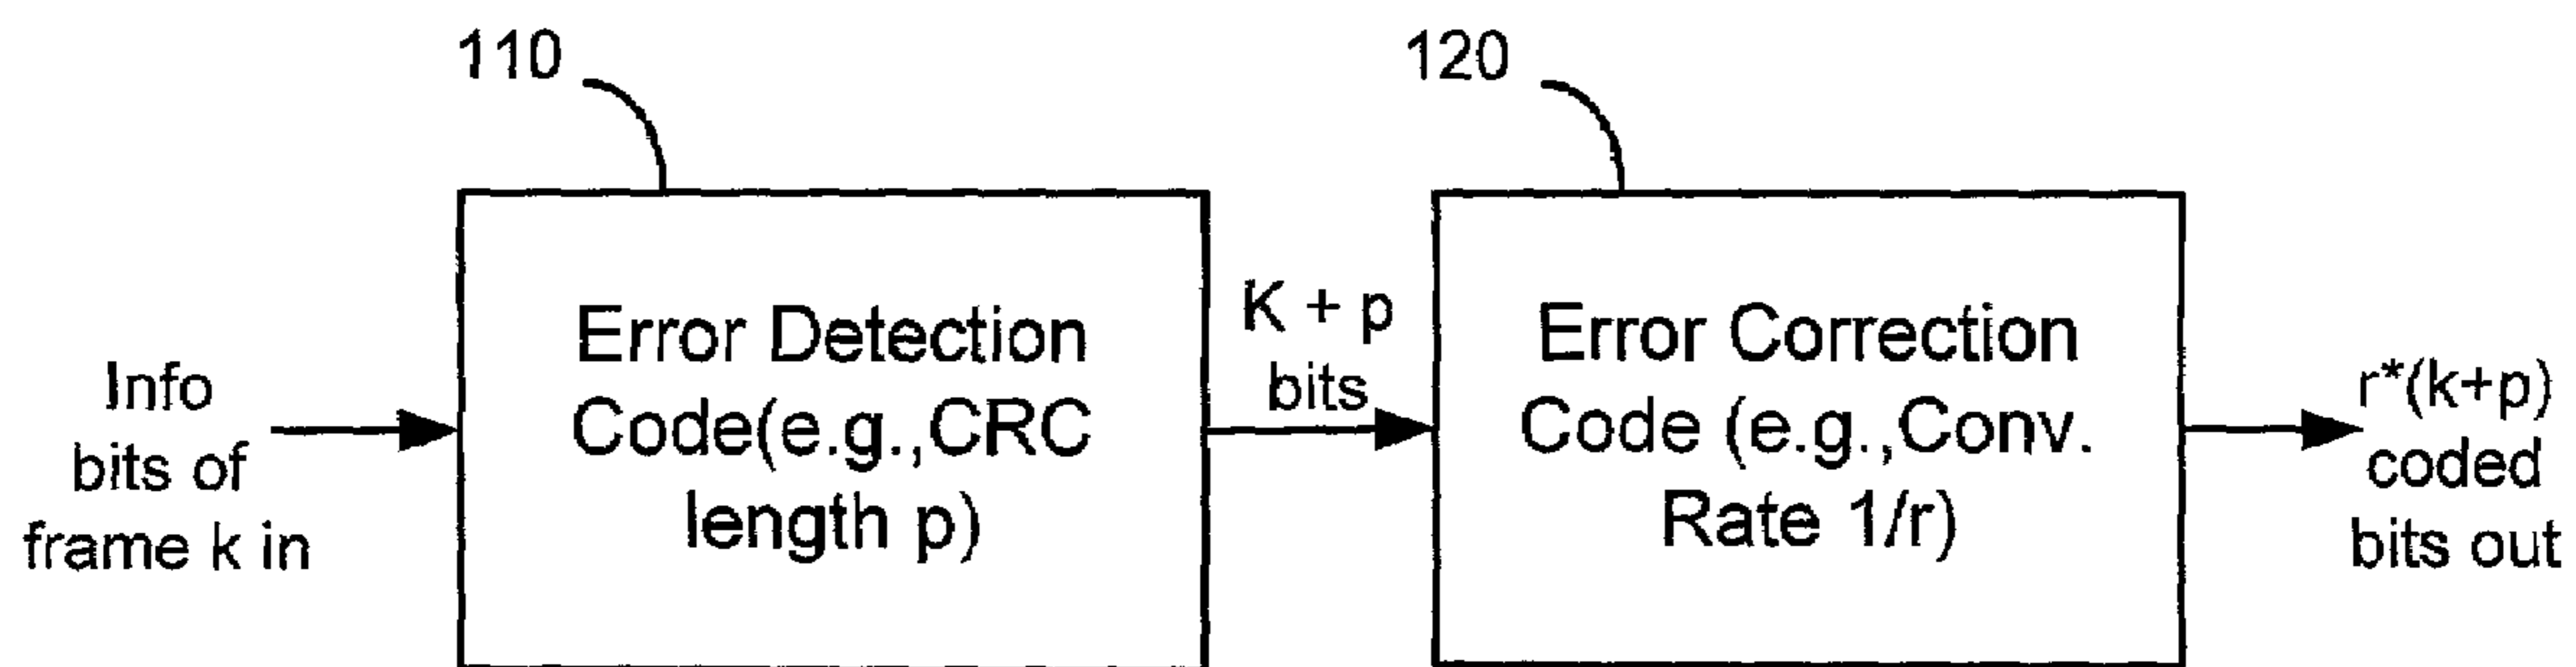 110
120
Info
bits of
frame k in
Error Detection
Code(e.g.,CRC
length p)
K + p
bits
Error Correction
Code (e.g.,Conv.
Rate 1/r)
r*(k+p)
coded
bits out